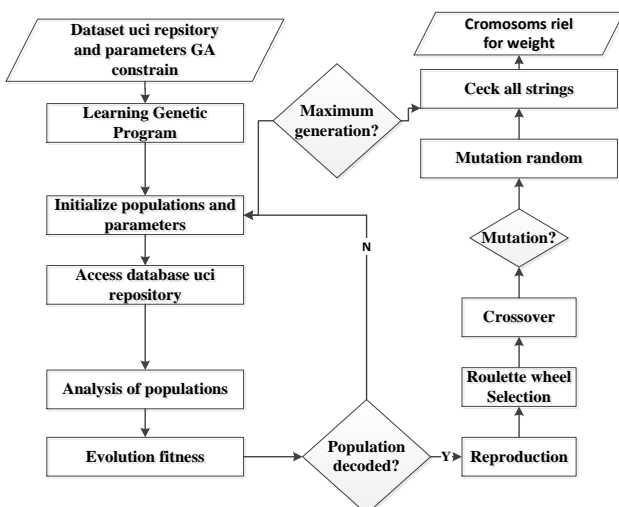 Dataset uci repsitory
and parameters GA
constrain
Learning Genetic
Program
Initialize populations and
parameters
Access database uci
repository
Analysis of populations
Evolution fitness
Population
decoded?
N
Y
Reproduction
Roulette wheel
Selection
Crossover
Mutation?
Mutation random
Maximum
generation?
Ceck all strings
Cromosoms riel
for weight